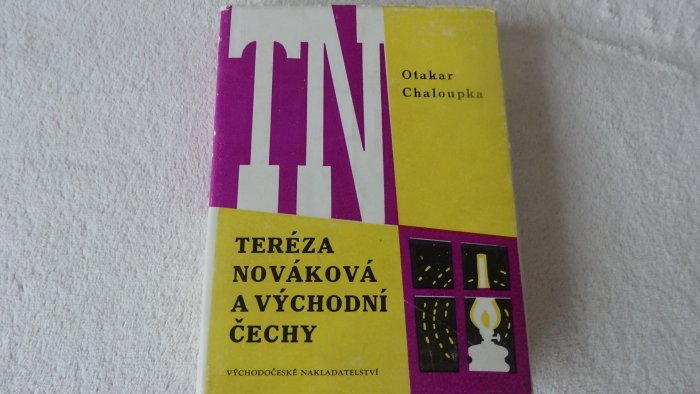 TN
Otakar
Chaloupka
TERÉZA
NOVÁKOVÁ
A VÝCHODNÍ
ČECHY
VÝCHODOČESKÉ NAKLADATELSTVÍ